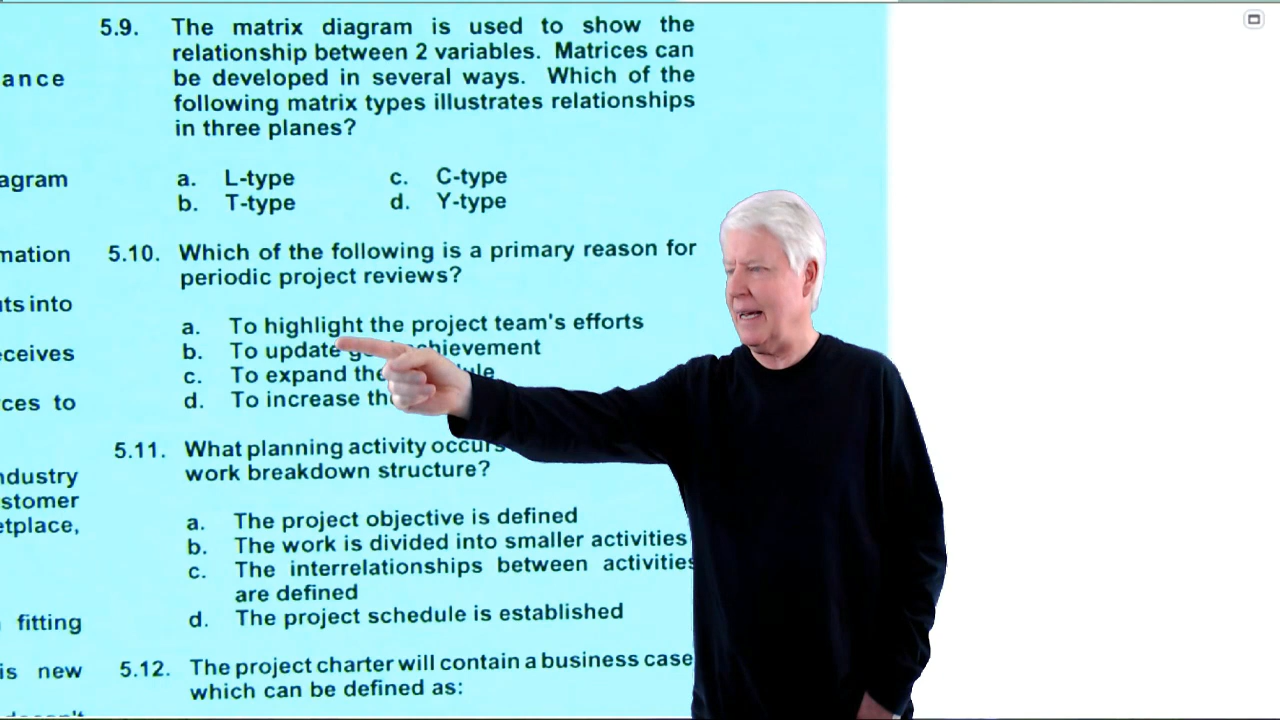 ance
agram
mation
ts into
ceives
ces to
ndustry
stomer
etplace,
fitting
is new
5.9. The matrix diagram is used to show the
relationship between 2 variables. Matrices can
be developed in several ways. Which of the
following matrix types illustrates relationships
in three planes?
a. L-type c. C-type
b. T-type d. Y-type
5.10. Which of the following is a primary reason for
periodic project reviews?
a. To highlight the project team's efforts
b. To update
c. To expand the
d. To increase
5.11. What planning activity occurs
work breakdown structure?
a. The project objective is defined
b. The work is divided into smaller activities
c. The interrelationships between activities
are defined
d. The project schedule is established
5.12. The project charter will contain a business case
which can be defined as: